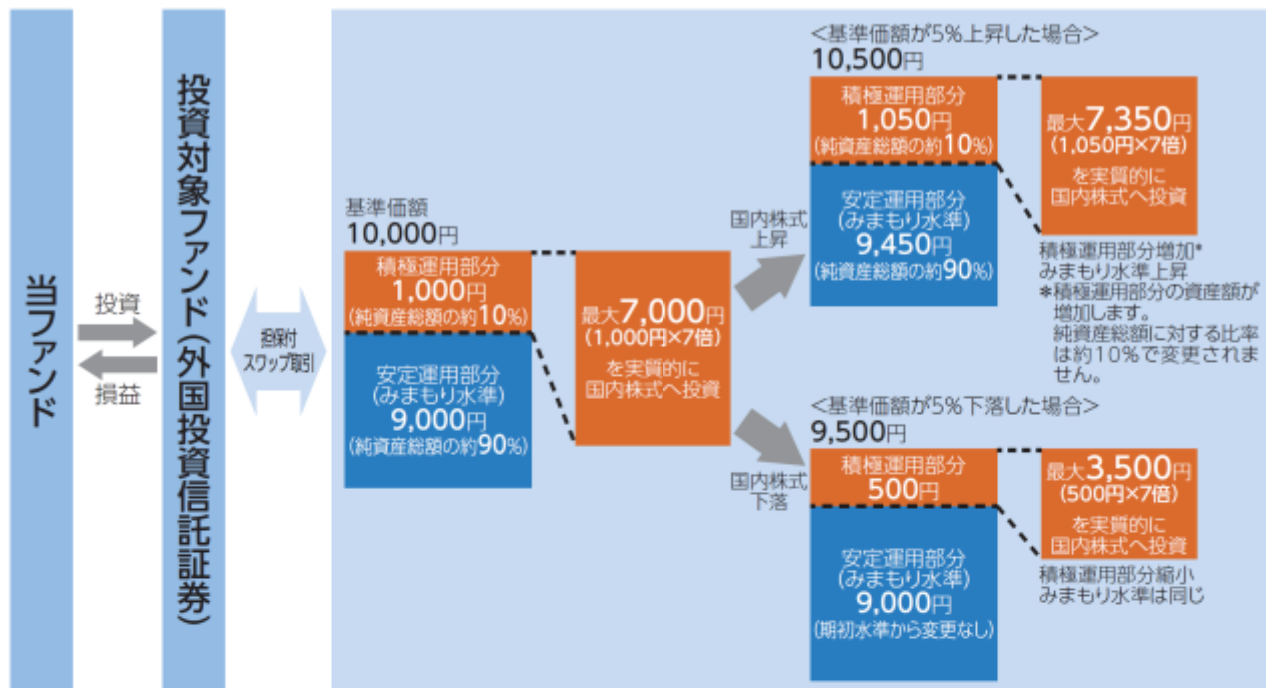 当ファンド
投資
損益
投資対象ファンド(外国投資信託証券)
担保付
スワップ取引
基準価額
10,000円
積極運用部分
1,000円
(純資産総額の約10%)
安定運用部分
(みまもり水準)
9,000円
(純資産総額の約90%)
最大7,000円
(1,000円×7倍)
を実質的に
国内株式へ投資
国内株式
上昇
<基準価額が5%上昇した場合>
10,500円
積極運用部分
1,050円
(純資産総額の約10%)
安定運用部分
(みまもり水準)
9,450円
(純資産総額の約90%)
最大7,350円
(1,050円×7倍)
を実質的に
国内株式へ投資
積極運用部分増加*
みまもり水準上昇
*積極運用部分の資産額が
増加します。
純資産総額に対する比率
は約10%で変更されま
せん。
国内株式
下落
<基準価額が5%下落した場合>
9,500円
積極運用部分
500円
安定運用部分
(みまもり水準)
9,000円
(期初水準から変更なし)
最大3,500円
(500円×7倍)
を実質的に
国内株式へ投資
積極運用部分縮小
みまもり水準は同じ